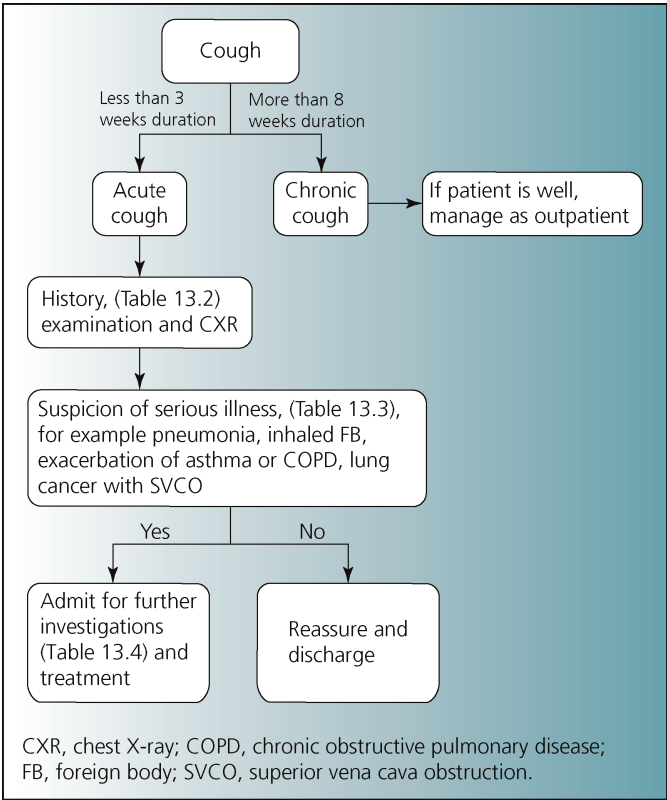 Cough
Less than 3
weeks duration
More than 8
weeks duration
Acute
cough
Chronic
cough
If patient is well,
manage as outpatient
History, (Table 13.2)
examination and CXR
Suspicion of serious illness, (Table 13.3),
for example pneumonia, inhaled FB,
exacerbation of asthma or COPD, lung
cancer with SVCO
Yes
No
Admit for further
investigations
(Table 13.4) and
treatment
Reassure and
discharge
CXR, chest X-ray; COPD, chronic obstructive pulmonary disease;
FB, foreign body; SVCO, superior vena cava obstruction.